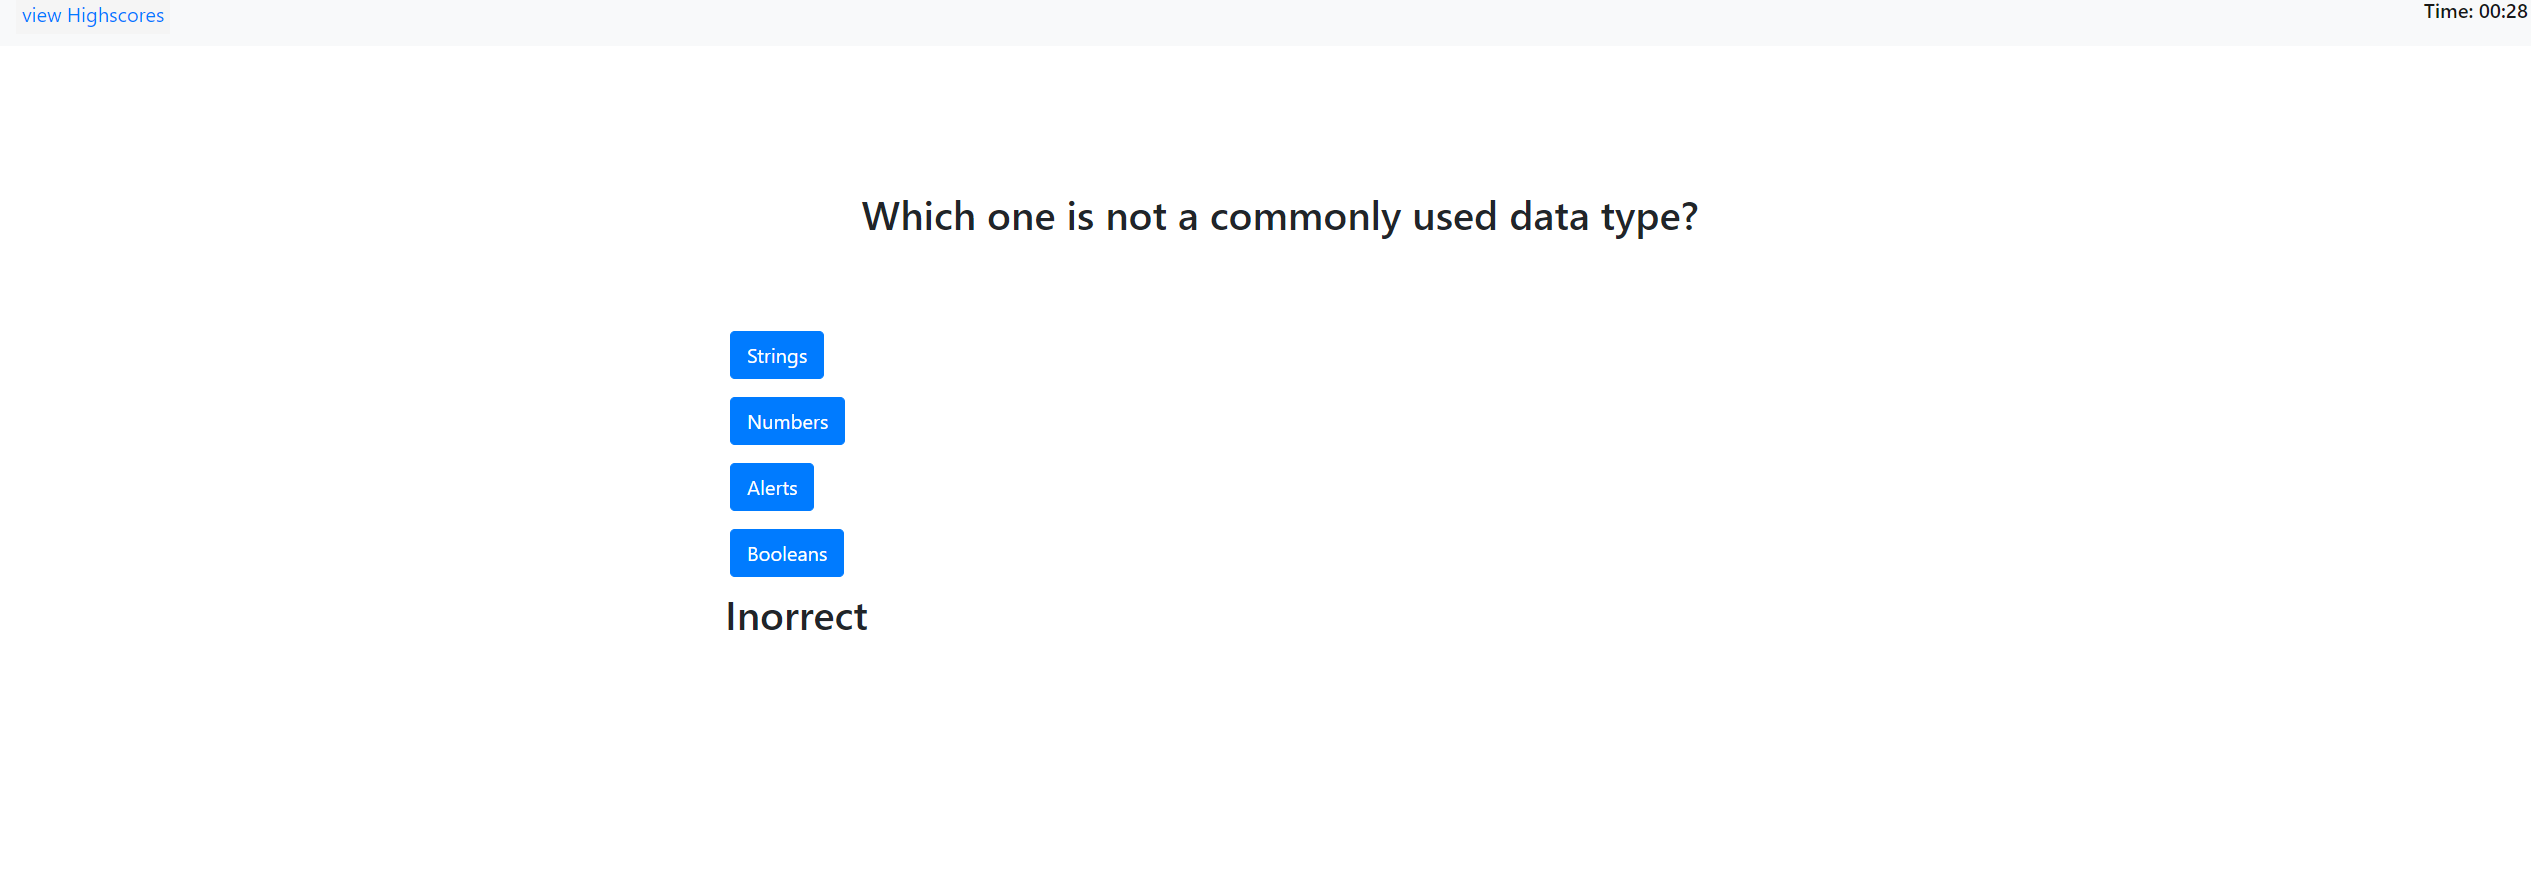 view Highscores
Time: 00:28
Which one is not a commonly used data type?
Strings
Numbers
Alerts
Booleans
Inorrect